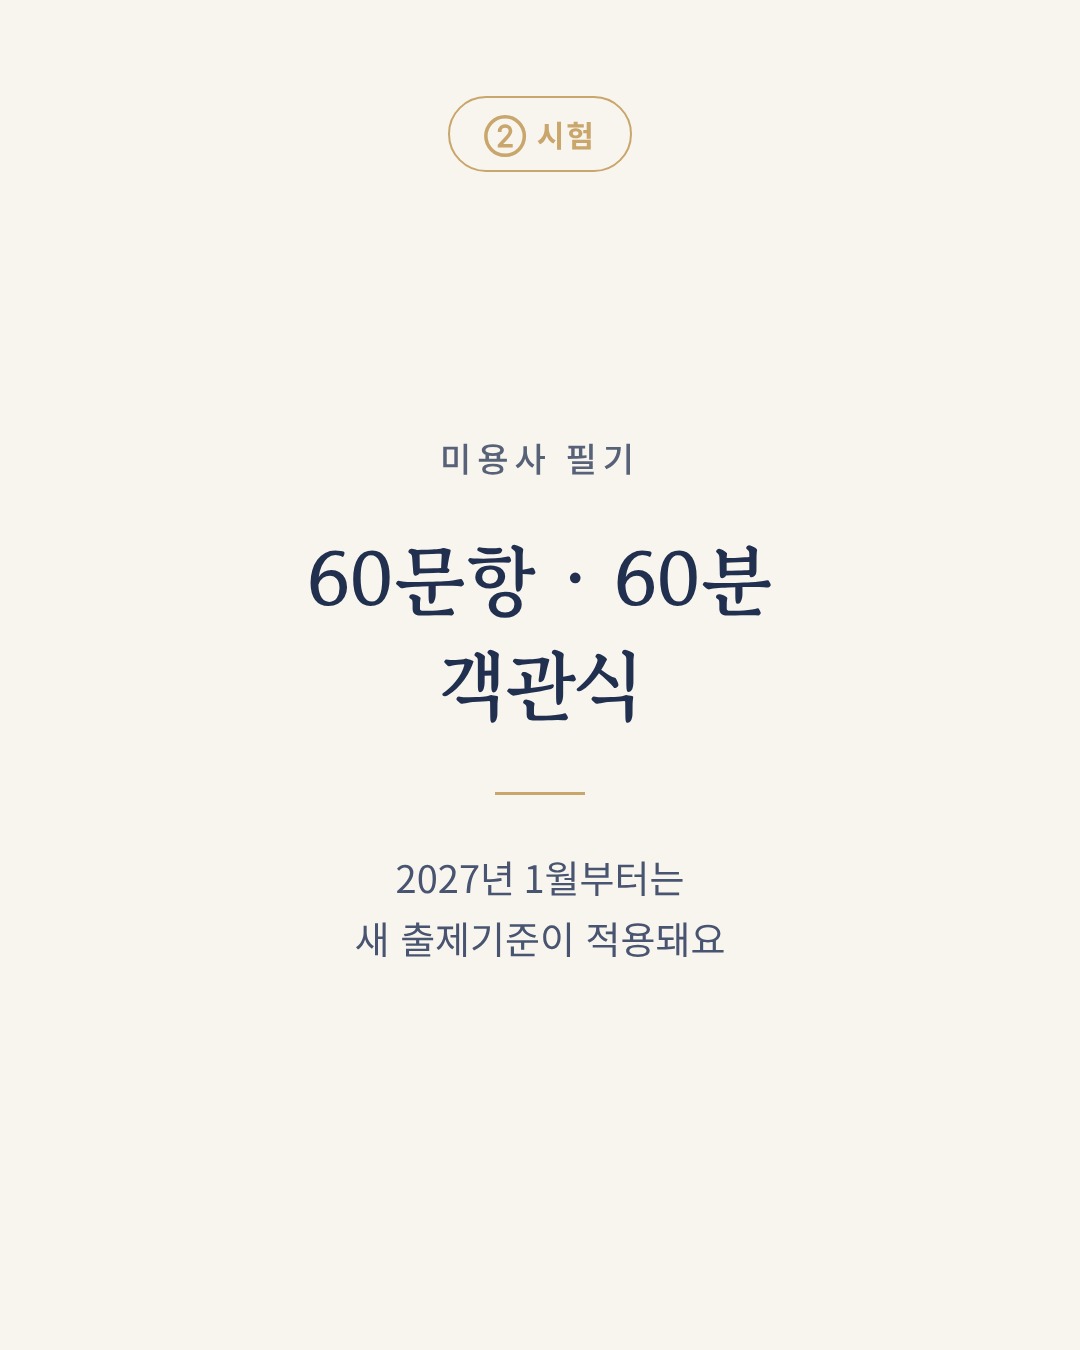 ② 시험
미용사 필기
60문항 · 60분
객관식
2027년 1월부터는
새 출제기준이 적용돼요